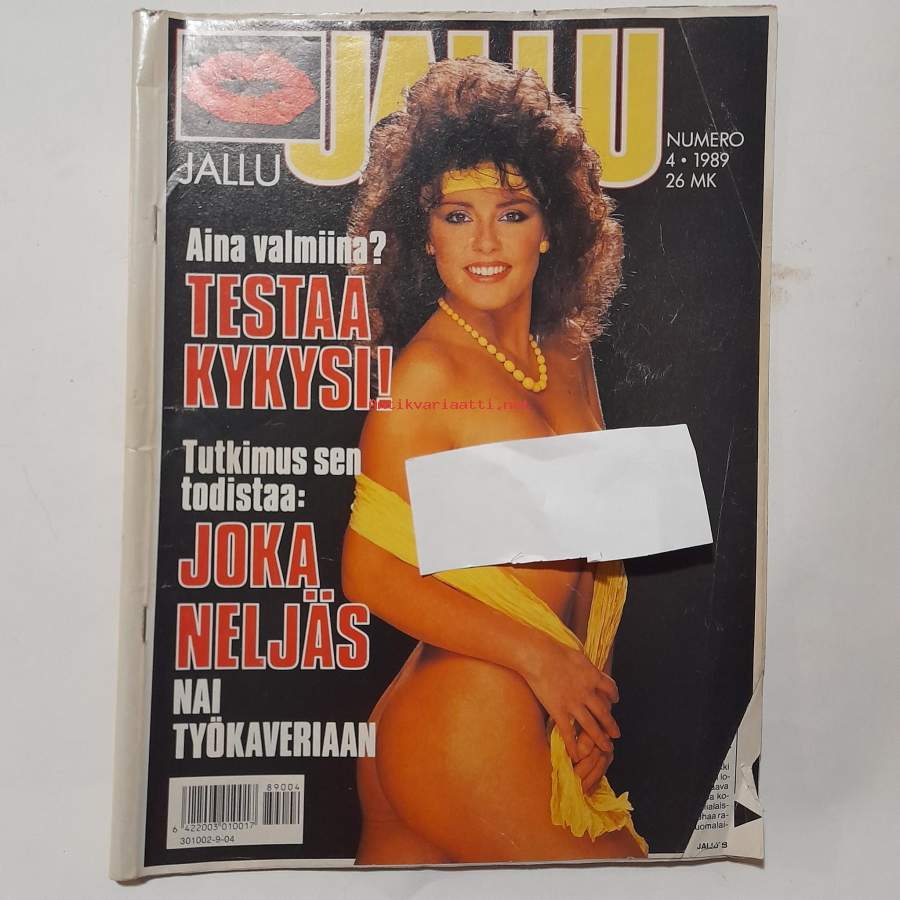 JALLU
JALLU
NUMERO
4 • 1989
26 MK
Aina valmiina?
TESTAA
KYKYSI!
Antikvariaatti.net
Tutkimus sen
todistaa:
JOKA
NELJÄS
NAI
TYÖKAVERIAAN
89004
6 422003 010017
301002-9-04